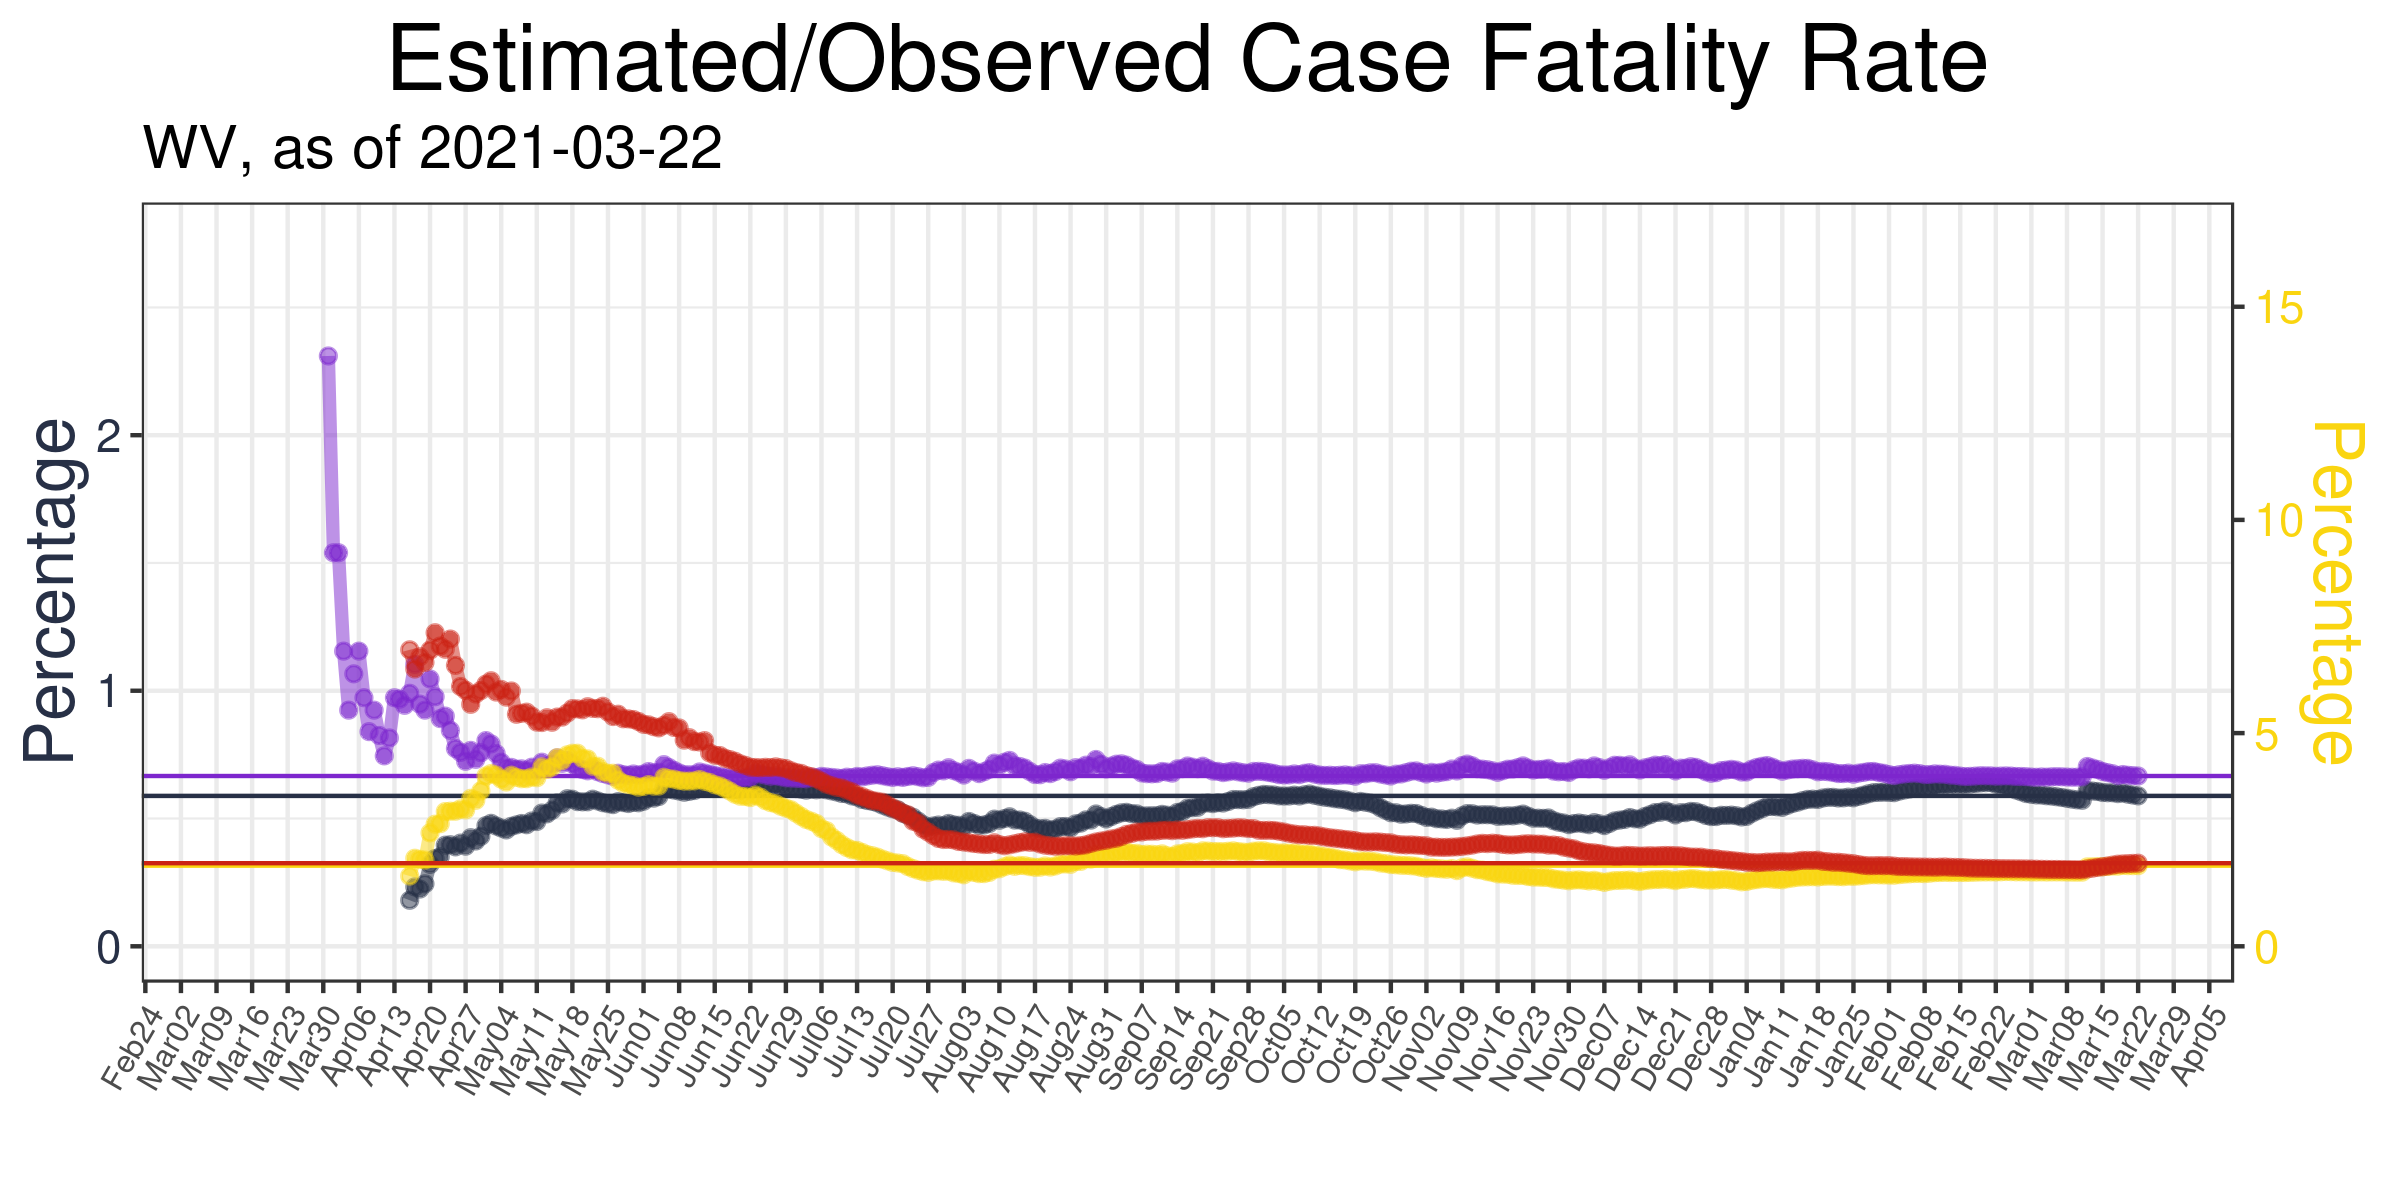 Estimated/Observed Case Fatality Rate
WV, as of 2021-03-22
Percentage
2
1
0
15
10
5
0
Percentage
Feb24
Mar02
Mar09
Mar16
Mar23
Mar30
Apr06
Apr13
Apr20
Apr27
May04
May11
May18
May25
Jun01
Jun08
Jun15
Jun22
Jun29
Jul06
Jul13
Jul20
Jul27
Aug03
Aug10
Aug17
Aug24
Aug31
Sep07
Sep14
Sep21
Sep28
Oct05
Oct12
Oct19
Oct26
Nov02
Nov09
Nov16
Nov23
Nov30
Dec07
Dec14
Dec21
Dec28
Jan04
Jan11
Jan18
Jan25
Feb01
Feb08
Feb15
Feb22
Mar01
Mar08
Mar15
Mar22
Mar29
Apr05